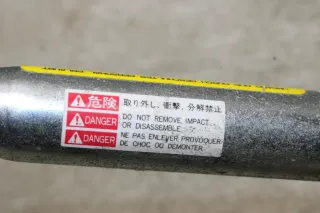 危険 取り外し、衝撃、分解禁止
DANGER DO NOT REMOVE, IMPACT
OR DISASSEMBLE.
DANGER NE PAS ENLEVER PROVOQUER
DE CHOC OU DEMONTER.